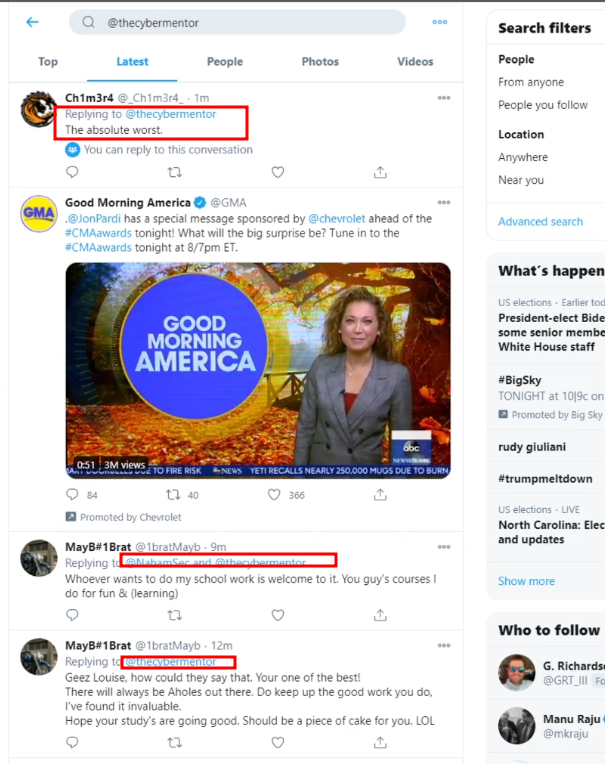 @thecybermentor
Top
Latest
People
Photos
Videos
Ch1m3r4 @_Ch1m3r4_ · 1m
Replying to @thecybermentor
The absolute worst.
You can reply to this conversation
Good Morning America @GMA
GMA
.@JonPardi has a special message sponsored by @chevrolet ahead of the
#CMAawards tonight! What will the big surprise be? Tune in to the
#CMAawards tonight at 8/7pm ET.
GOOD
MORNING
AMERICA
abc
0:51 3M views
TO FIRE RISK NEWS YETI RECALLS NEARLY 250,000 MUGS DUE TO BURN
84
40
366
Promoted by Chevrolet
MayB#1Brat @1bratMayb · 9m
Replying to @NahamSec and @thecybermentor
Whoever wants to do my school work is welcome to it. You guy's courses I
do for fun & (learning)
MayB#1Brat @1bratMayb · 12m
Replying to @thecybermentor
Geez Louise, how could they say that. Your one of the best!
There will always be Aholes out there. Do keep up the good work you do,
I've found it invaluable.
Hope your study's are going good. Should be a piece of cake for you. LOL
Search filters
People
From anyone
People you follow
Location
Anywhere
Near you
Advanced search
What's happen
US elections · Earlier tod
President-elect Bide
some senior membe
White House staff
#BigSky
TONIGHT at 10|9c on
Promoted by Big Sky
rudy giuliani
#trumpmeltdown
US elections · LIVE
North Carolina: Elec
and updates
Show more
Who to follow
G. Richards
@GRT_III Fo
Manu Raju
@mkraju